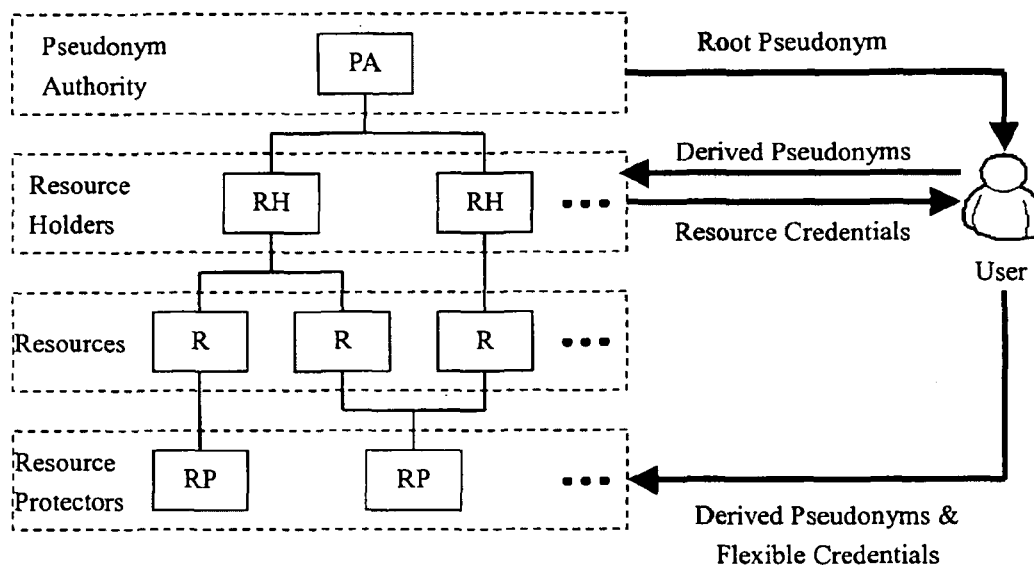 Pseudonym
Authority
PA
Root Pseudonym
Resource
Holders
RH
RH
Derived Pseudonyms
Resource Credentials
User
Resources
R
R
R
Resource
Protectors
RP
RP
Derived Pseudonyms &
Flexible Credentials